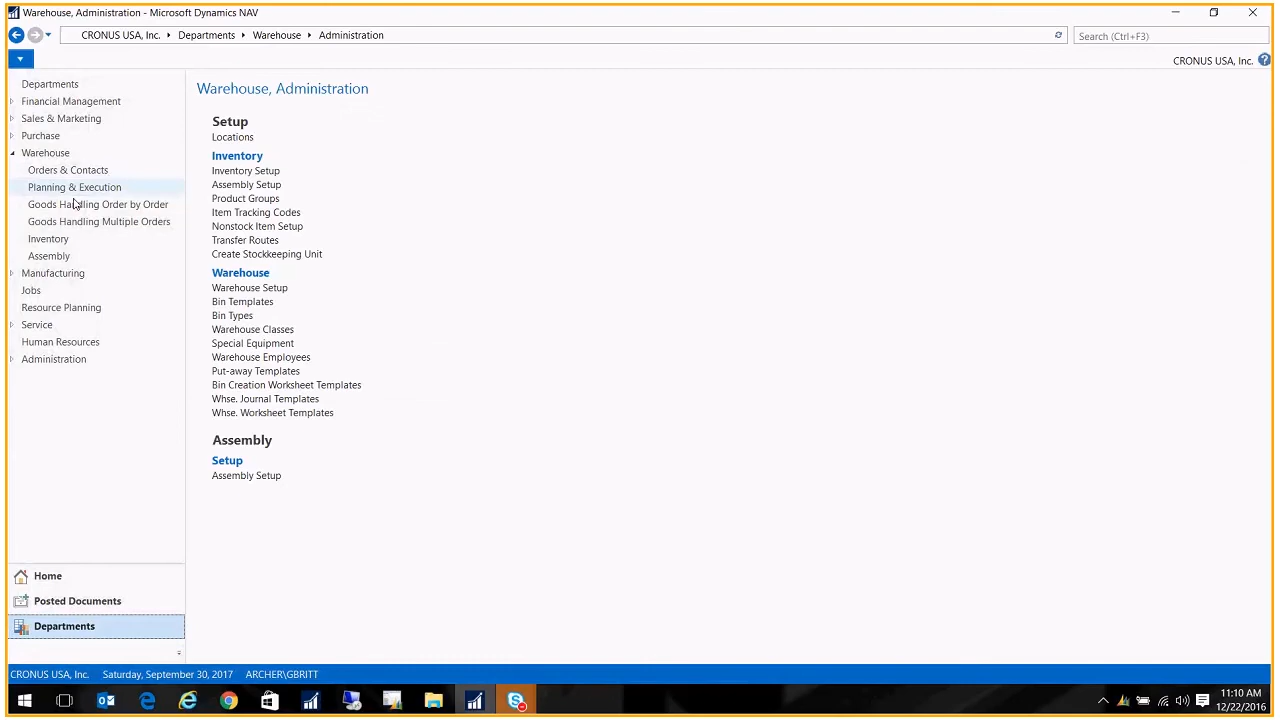 Warehouse, Administration - Microsoft Dynamics NAV
CRONUS USA, Inc. Departments Warehouse Administration
Search (Ctrl+F3)
CRONUS USA, Inc.
Departments
Financial Management
Sales & Marketing
Purchase
Warehouse
Orders & Contacts
Planning & Execution
Goods Handling Order by Order
Goods Handling Multiple Orders
Inventory
Assembly
Manufacturing
Jobs
Resource Planning
Service
Human Resources
Administration
Home
Posted Documents
Departments
Warehouse, Administration
Setup
Locations
Inventory
Inventory Setup
Assembly Setup
Product Groups
Item Tracking Codes
Nonstock Item Setup
Transfer Routes
Create Stockkeeping Unit
Warehouse
Warehouse Setup
Bin Templates
Bin Types
Warehouse Classes
Special Equipment
Warehouse Employees
Put-away Templates
Bin Creation Worksheet Templates
Whse. Journal Templates
Whse. Worksheet Templates
Assembly
Setup
Assembly Setup
CRONUS USA, Inc. Saturday, September 30, 2017 ARCHER\GBRITT
11:10 AM
12/22/2016